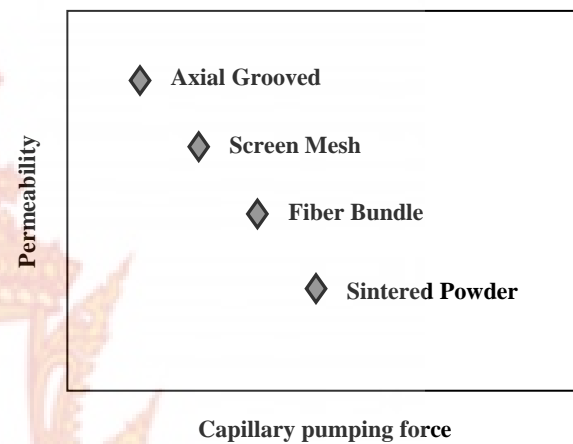 Axial Grooved
Screen Mesh
Permeability
Fiber Bundle
Sintered Powder
Capillary pumping force